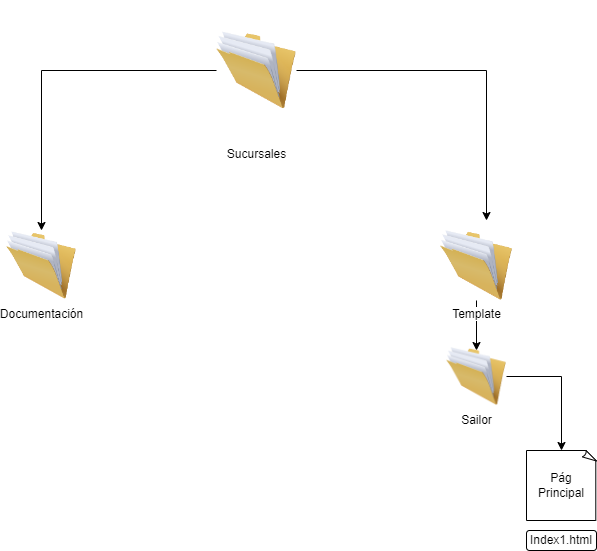 Sucursales
Documentación
Template
Sailor
Pág
Principal
Index1.html